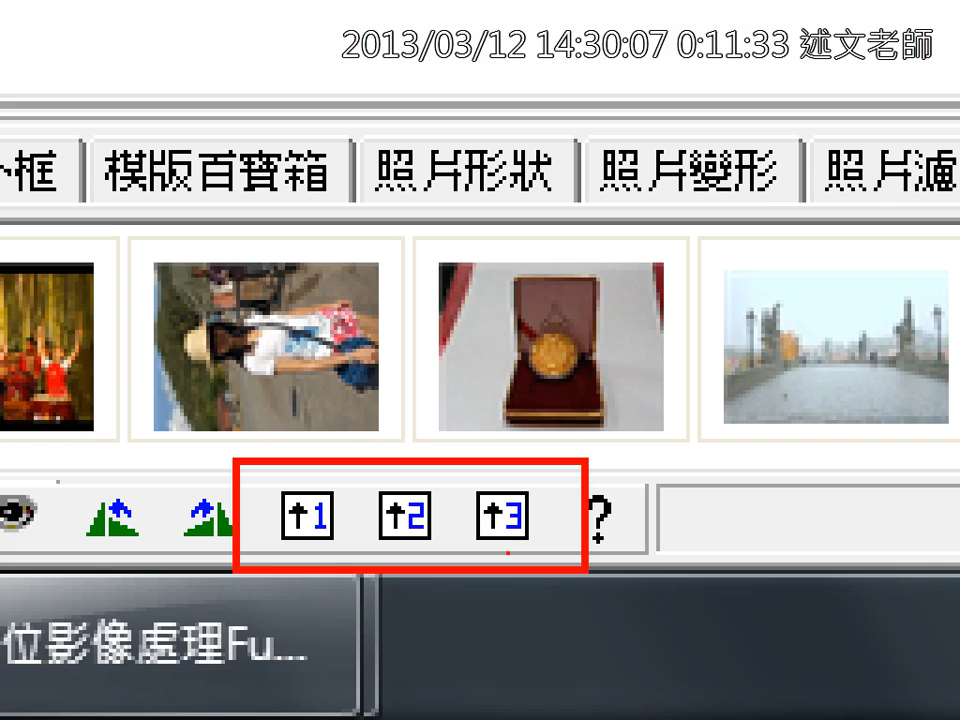 2013/03/12 14:30:07 0:11:33 述文老師
框 模版百寶箱 照片形狀 照片變形 照片濾
↑1 ↑2 ↑3 ?
位影像處理Fu...